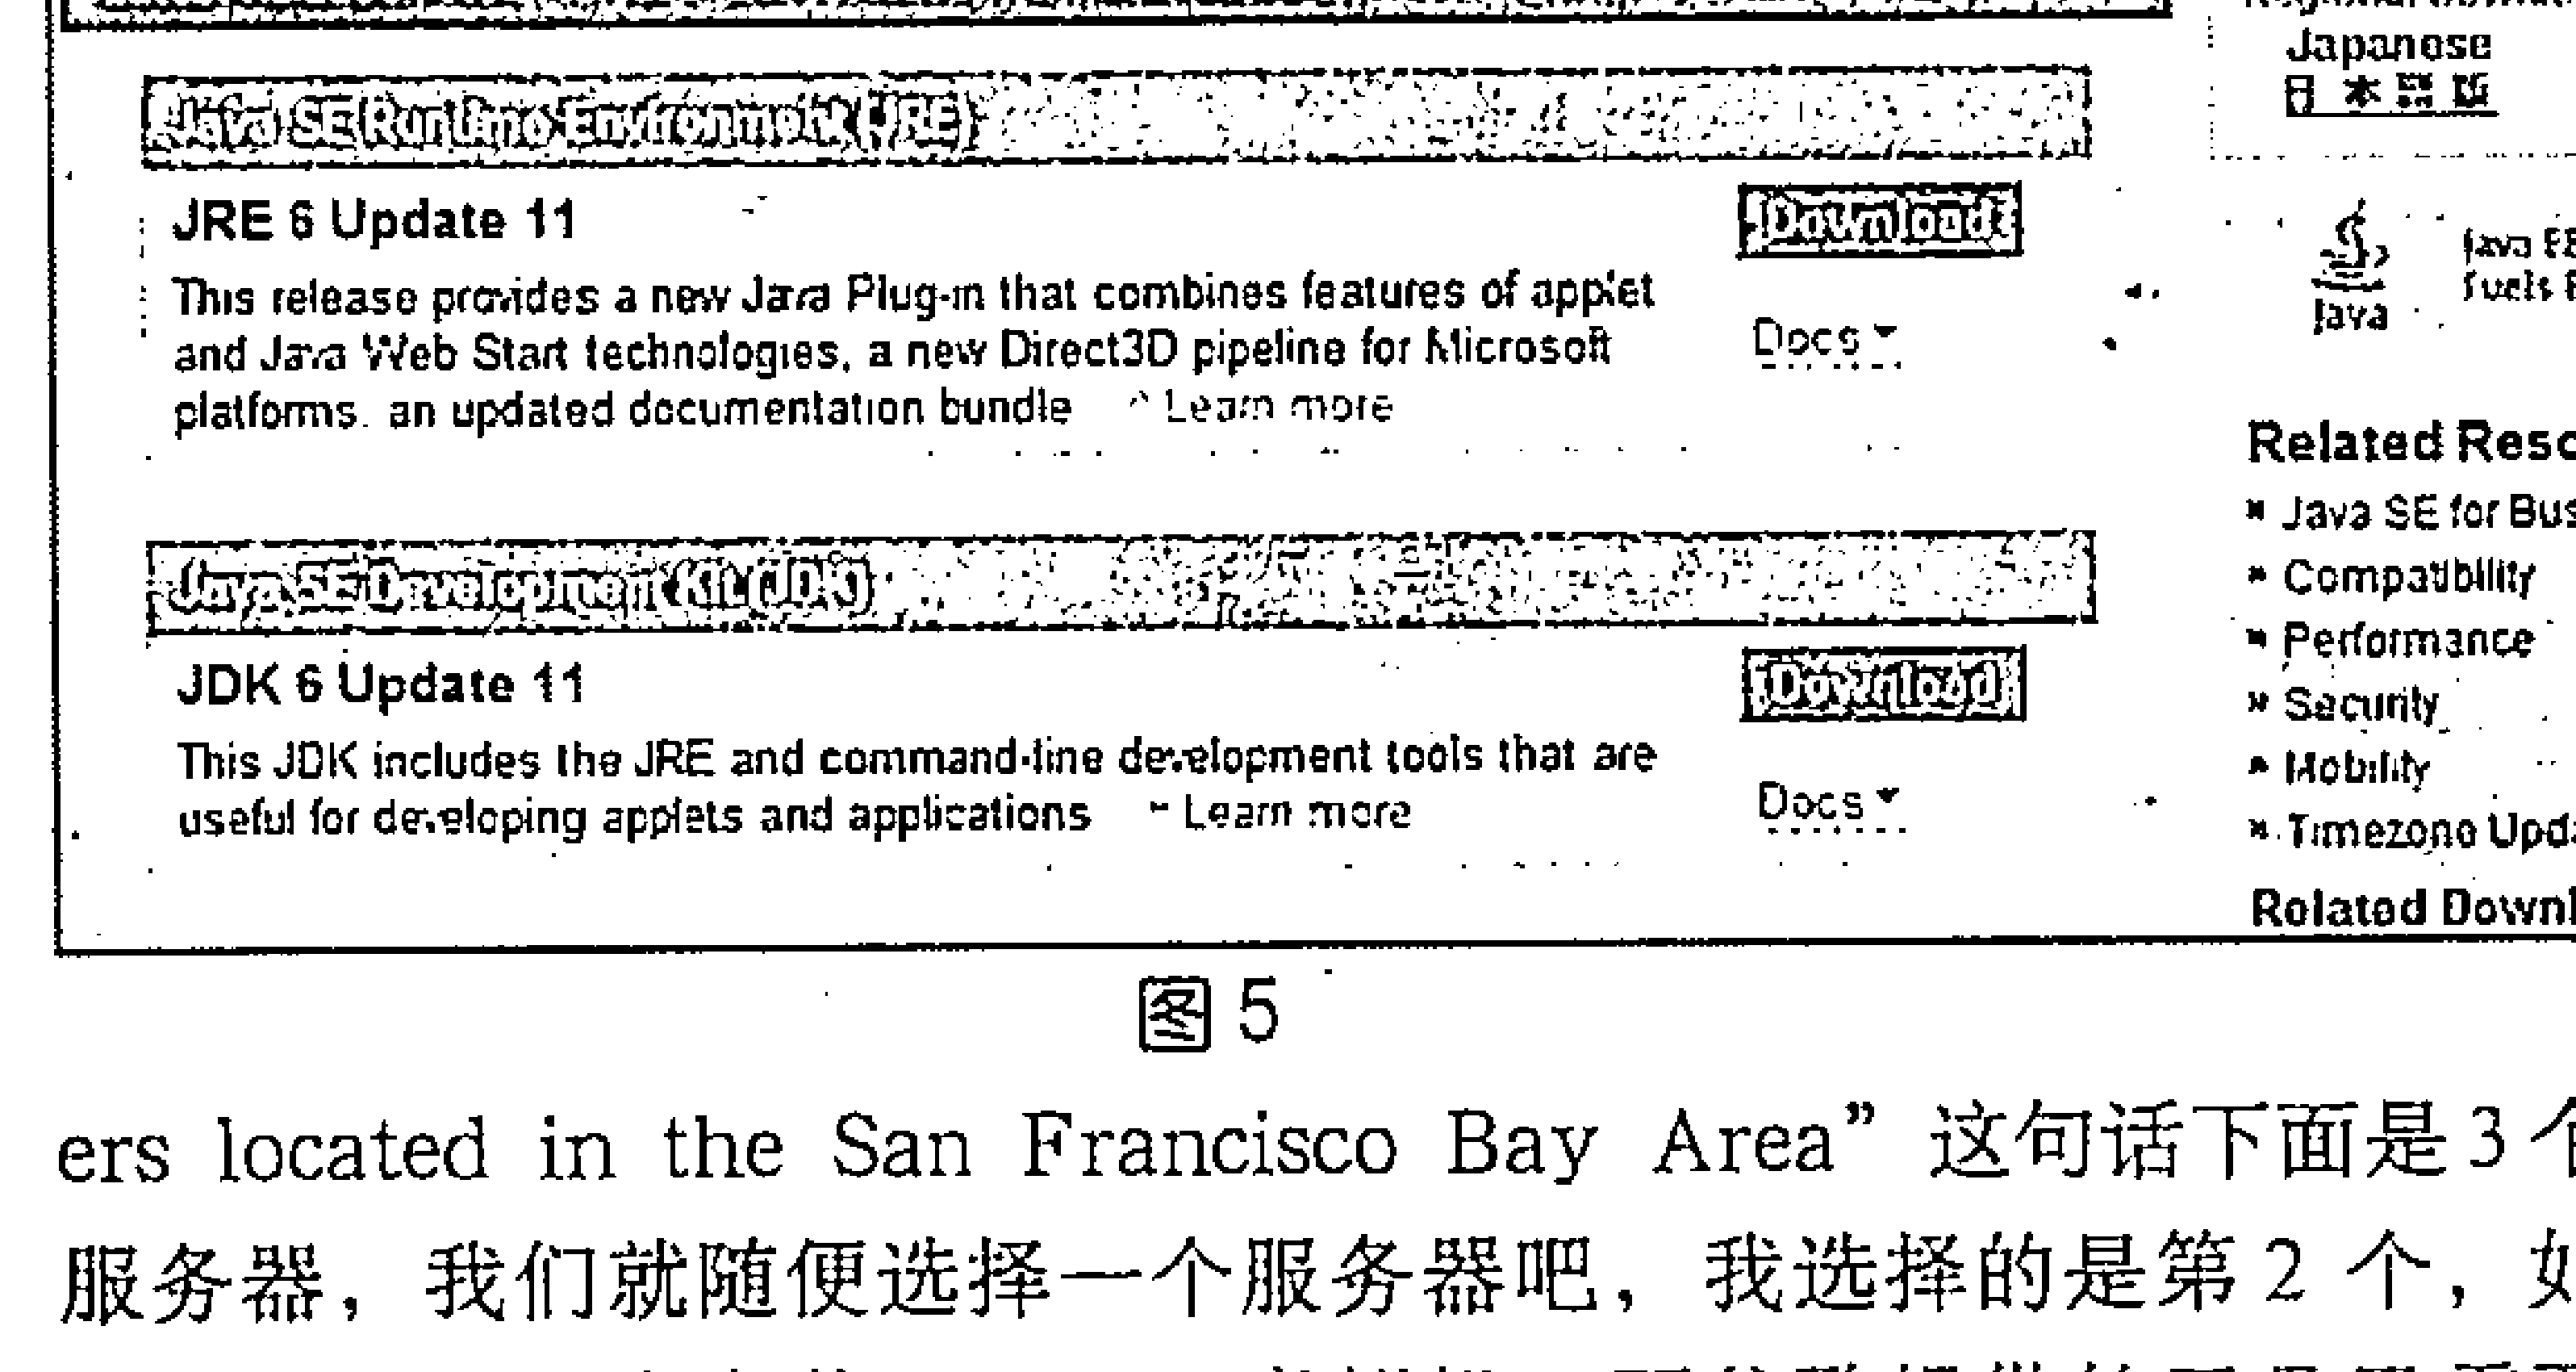 Java SE Runtime Environment (JRE)
JRE 6 Update 11
Download
This release provides a new Java Plug-in that combines features of applet
and Java Web Start technologies, a new Direct3D pipeline for Microsoft
platforms. an updated documentation bundle Learn more
Docs
Java SE Development Kit (JDK)
JDK 6 Update 11
Download
This JDK includes the JRE and command-line development tools that are
useful for developing applets and applications Learn more
Docs
Japanese
日本
Java
Java
fuels
Related
Java SE for
Compatibility
Performance
Security
Mobility
Timezone
Related
图 5
ers located in the San Francisco Bay Area” 这句话下面是 3 个
服务器，我们就随便选择一个服务器吧，我选择的是第 2 个，如